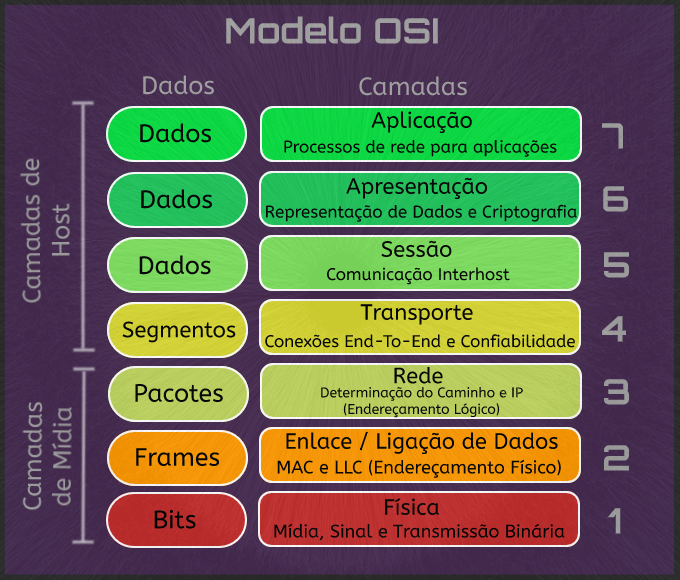 Modelo OSI
Dados
Camadas
Camadas de
Host
Dados
Aplicação
Processos de rede para aplicações
7
Dados
Apresentação
Representação de Dados e Criptografia
6
Dados
Sessão
Comunicação Interhost
5
Segmentos
Transporte
Conexões End-To-End e Confiabilidade
4
Camadas
de Mídia
Pacotes
Rede
Determinação do Caminho e IP
(Endereçamento Lógico)
3
Frames
Enlace / Ligação de Dados
MAC e LLC (Endereçamento Físico)
2
Bits
Física
Mídia, Sinal e Transmissão Binária
1